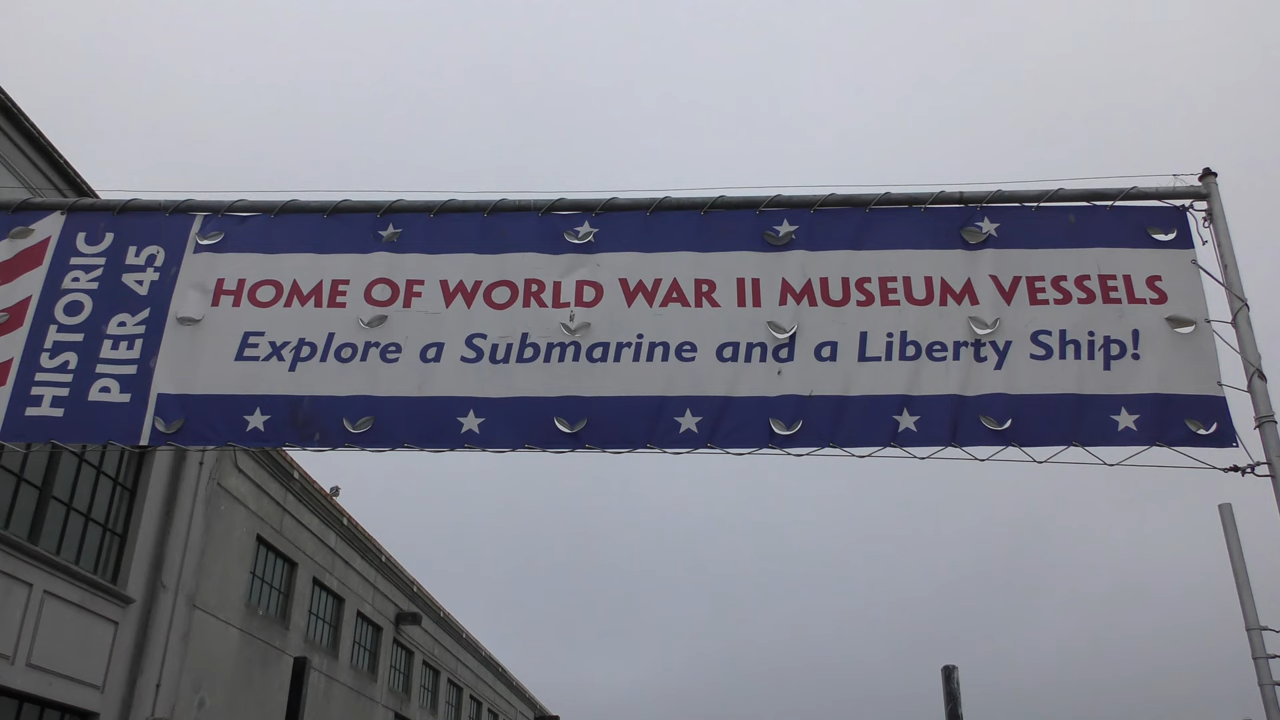 HISTORIC
PIER 45
HOME OF WORLD WAR II MUSEUM VESSELS
Explore a Submarine and a Liberty Ship!